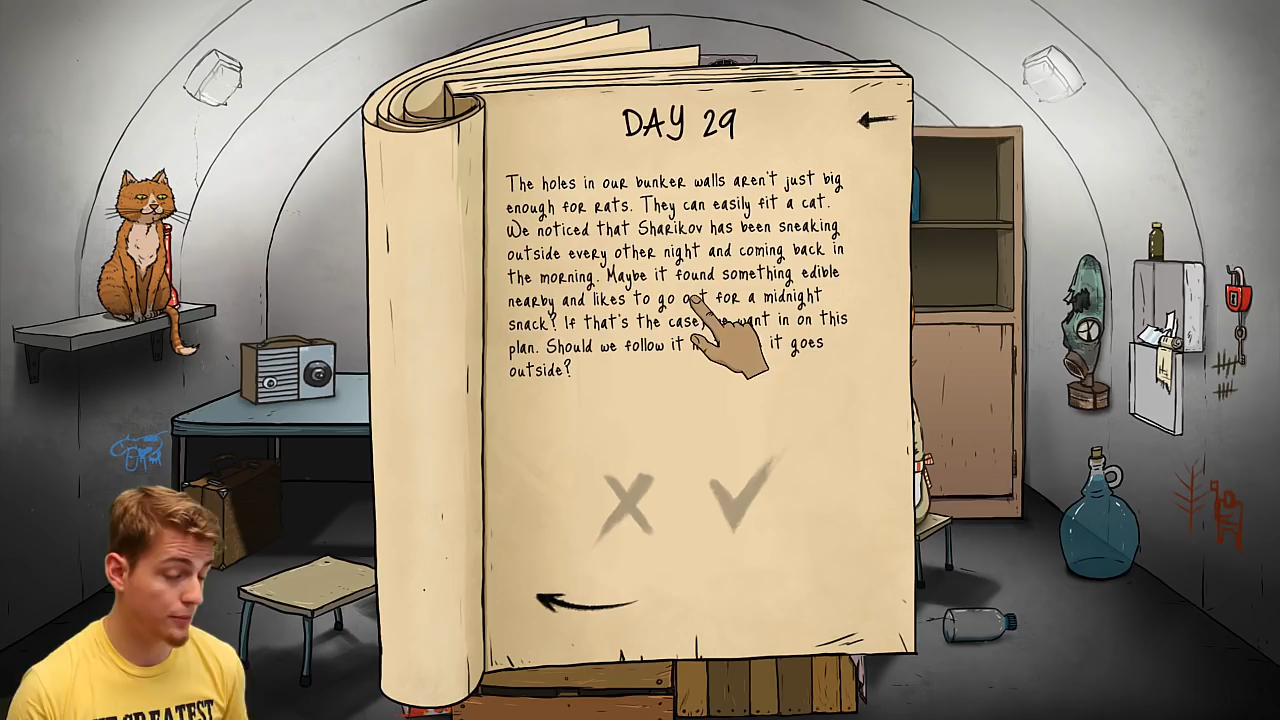 DAY 29
The holes in our bunker walls aren't just big
enough for rats. They can easily fit a cat.
We noticed that Sharikov has been sneaking
outside every other night and coming back in
the morning. Maybe it found something edible
nearby and likes to go out for a midnight
snack? If that's the case, we want in on this
plan. Should we follow it it goes
outside?
GREATEST